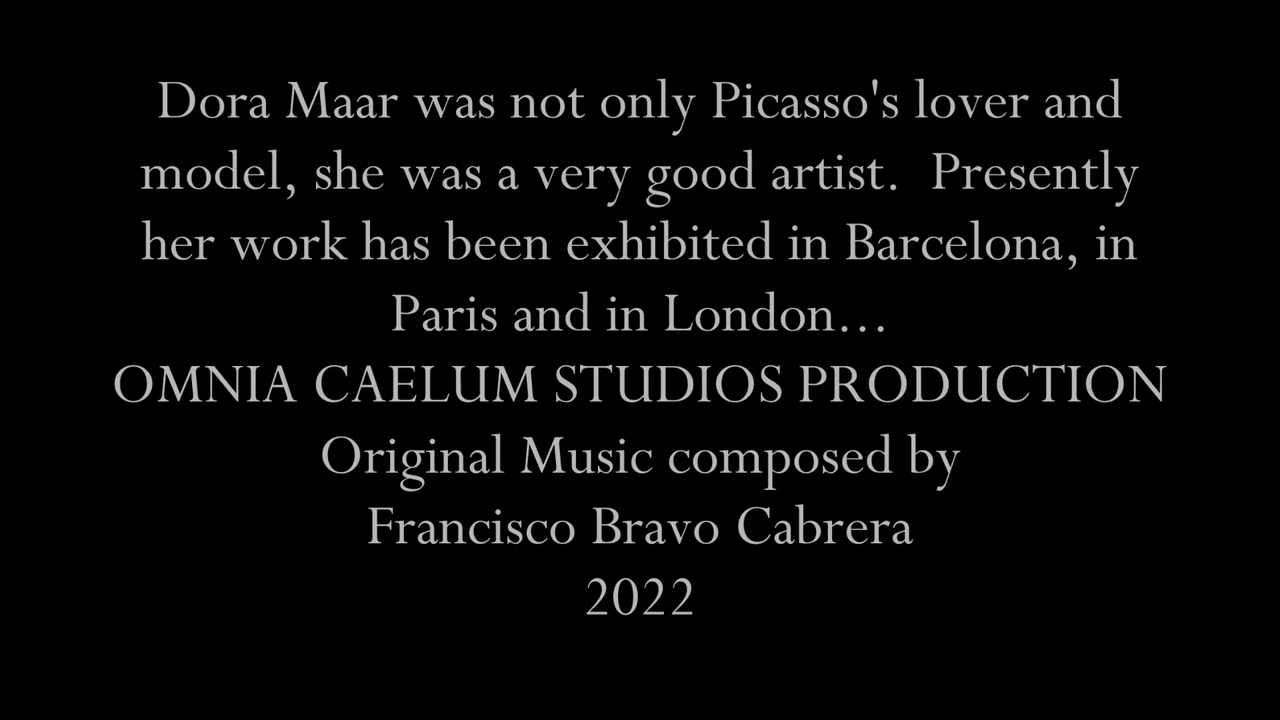 Dora Maar was not only Picasso's lover and
model, she was a very good artist.  Presently
her work has been exhibited in Barcelona, in
Paris and in London...
OMNIA CAELUM STUDIOS PRODUCTION
Original Music composed by
Francisco Bravo Cabrera
2022